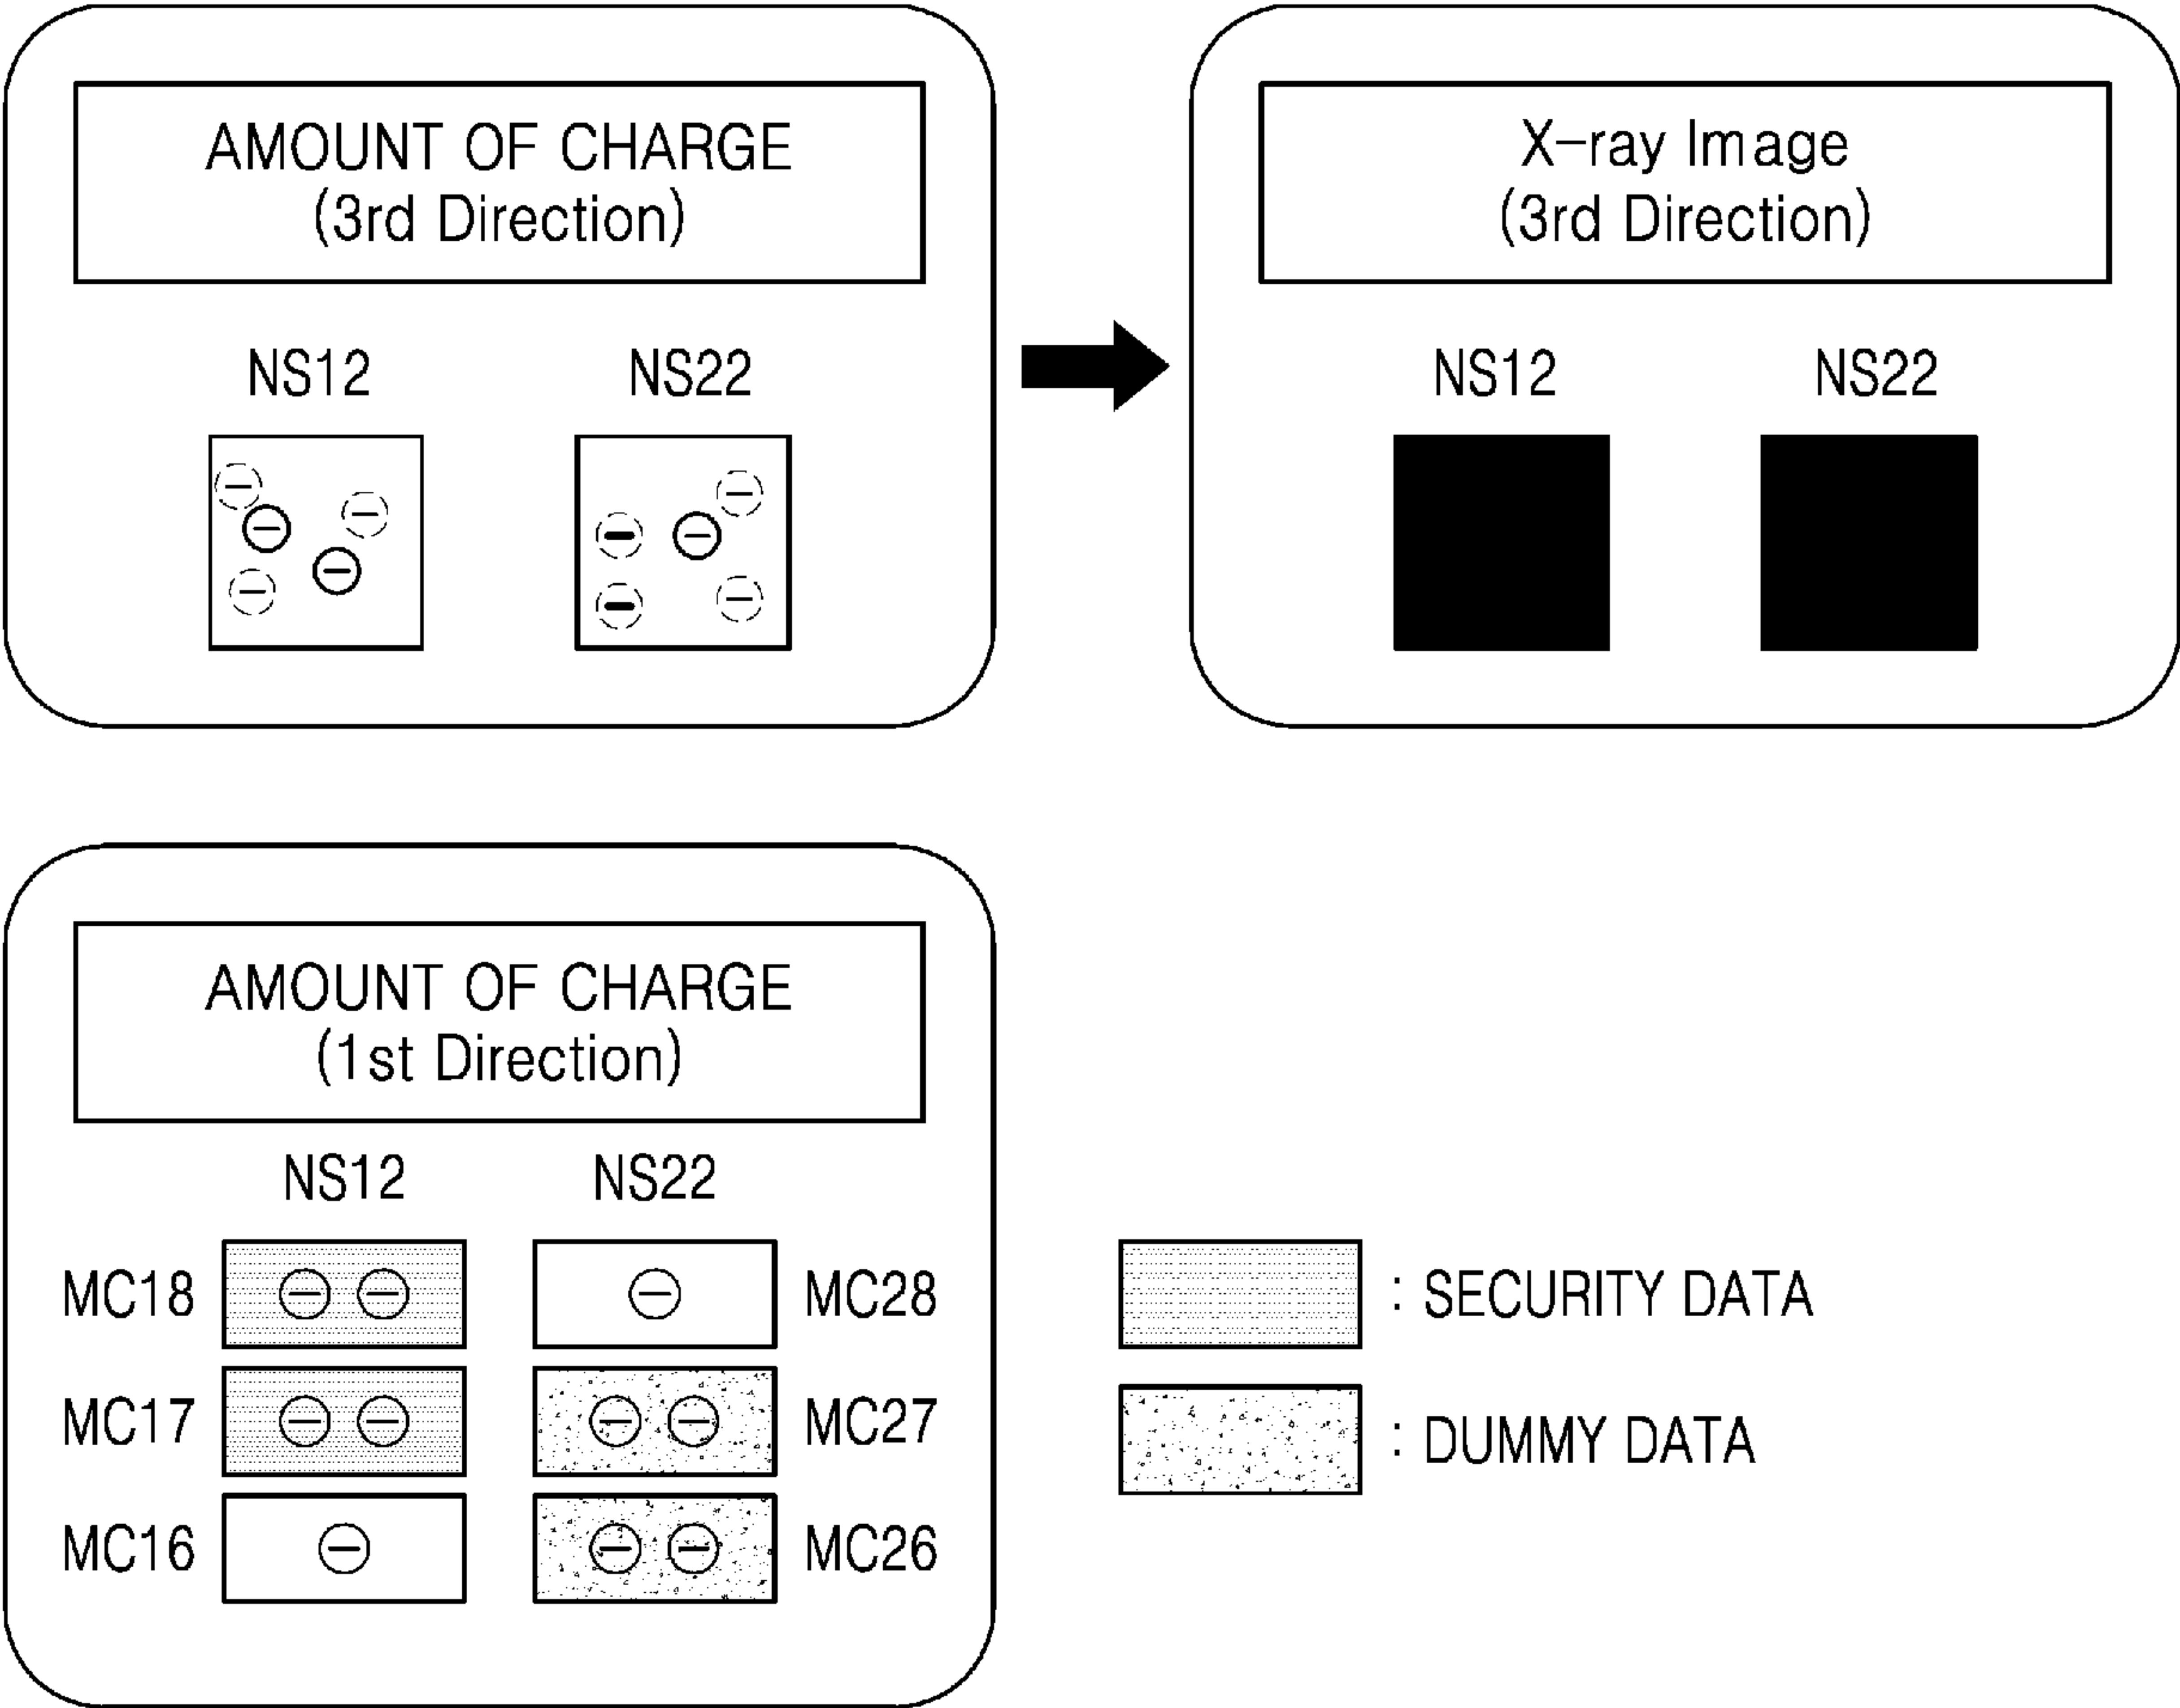 AMOUNT OF CHARGE
(3rd Direction)
NS12 NS22
X-ray Image
(3rd Direction)
NS12 NS22
AMOUNT OF CHARGE
(1st Direction)
NS12 NS22
MC18 MC28
MC17 MC27
MC16 MC26
: SECURITY DATA
: DUMMY DATA